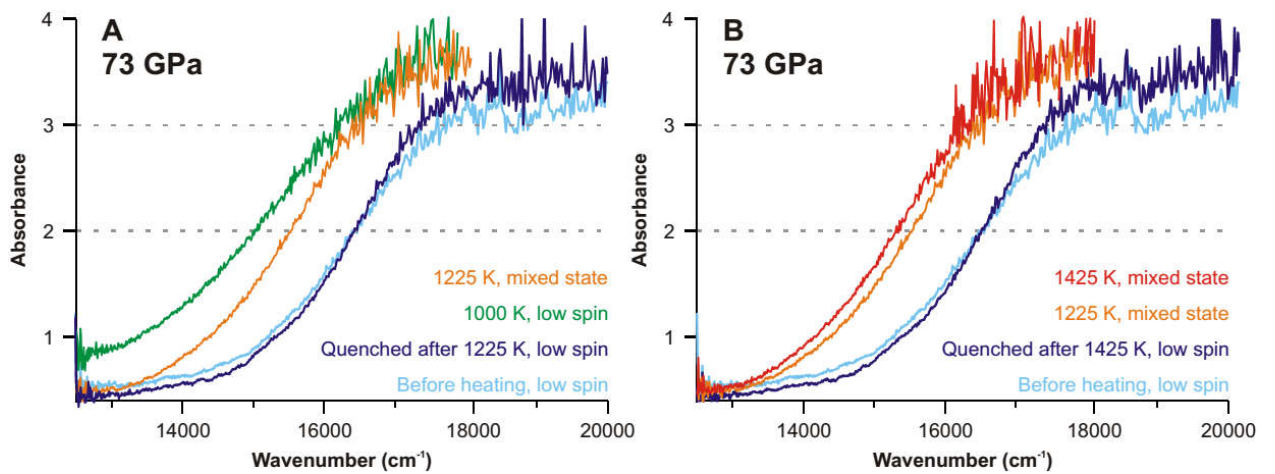 A
73 GPa
4
3
2
1
Absorbance
1225 K, mixed state
1000 K, low spin
Quenched after 1225 K, low spin
Before heating, low spin
14000
16000
18000
20000
Wavenumber (cm⁻¹)
B
73 GPa
4
3
2
1
Absorbance
1425 K, mixed state
1225 K, mixed state
Quenched after 1425 K, low spin
Before heating, low spin
14000
16000
18000
20000
Wavenumber (cm⁻¹)